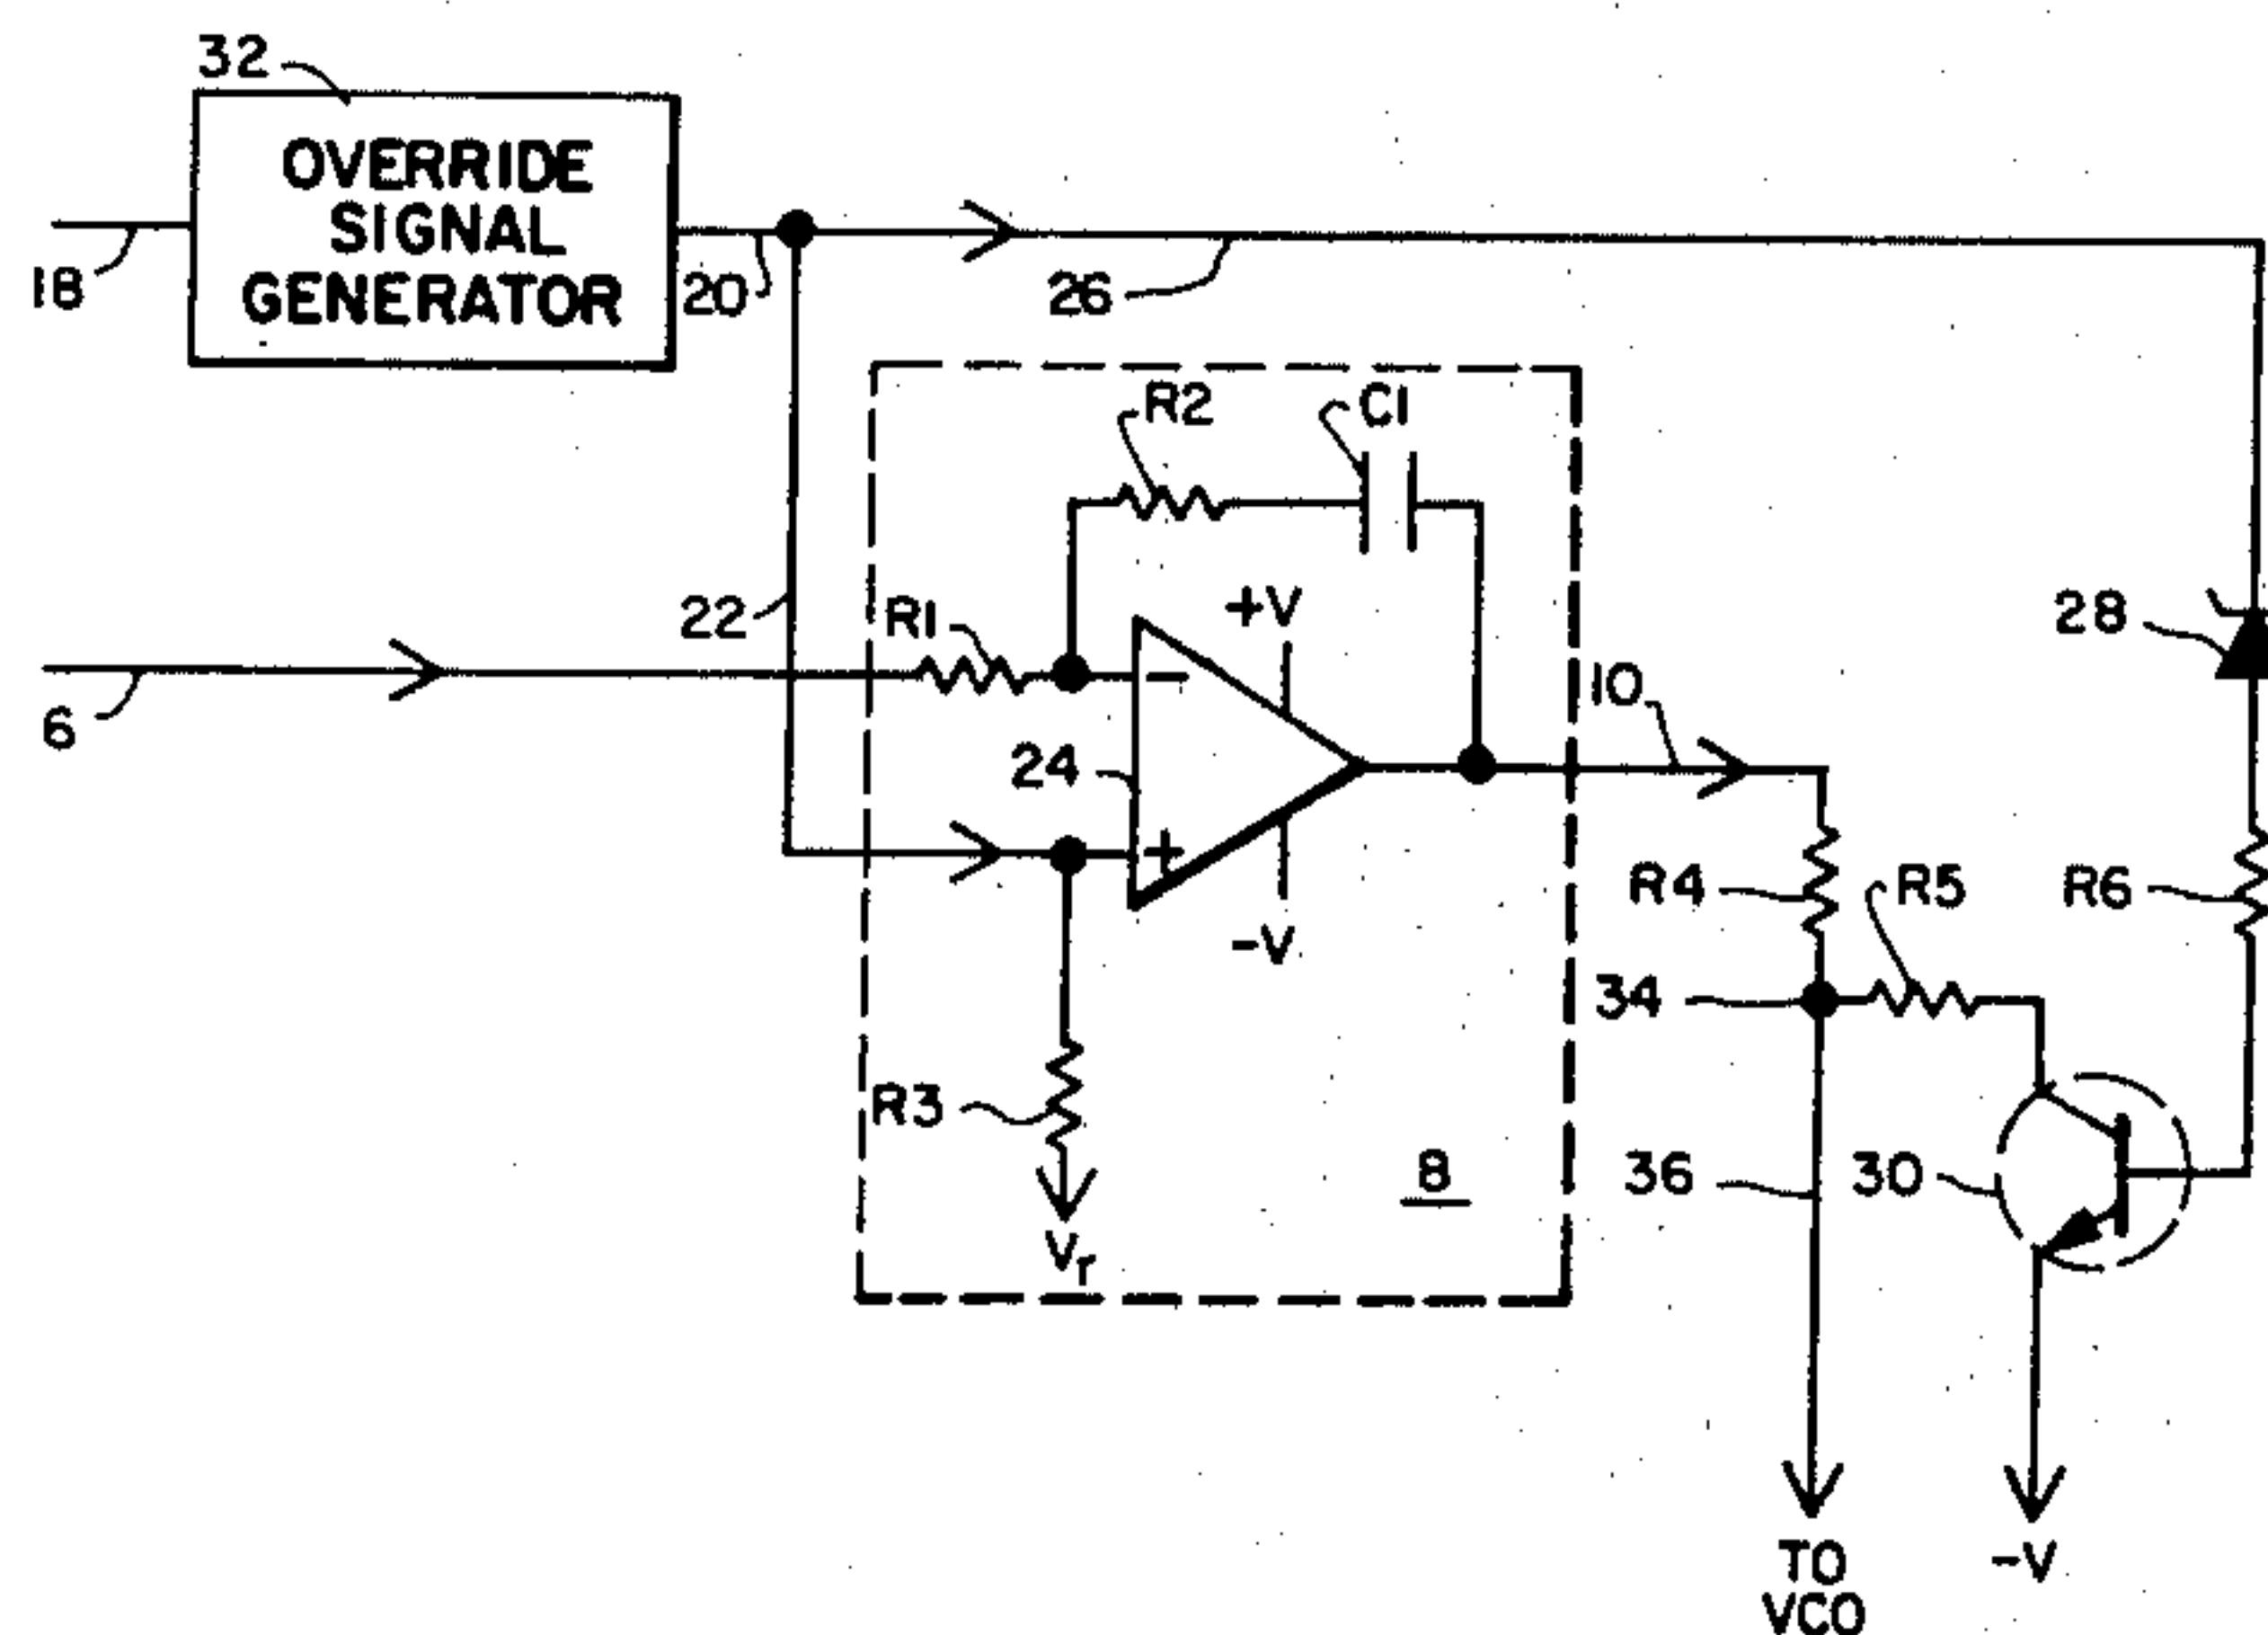 32
OVERRIDE
SIGNAL
GENERATOR
18
20
26
R2
C1
22
R1
+V
28
6
10
24
−
+
R4
R5
R6
-V
34
R3
8
36
30
Vr
TO
VCO
-V